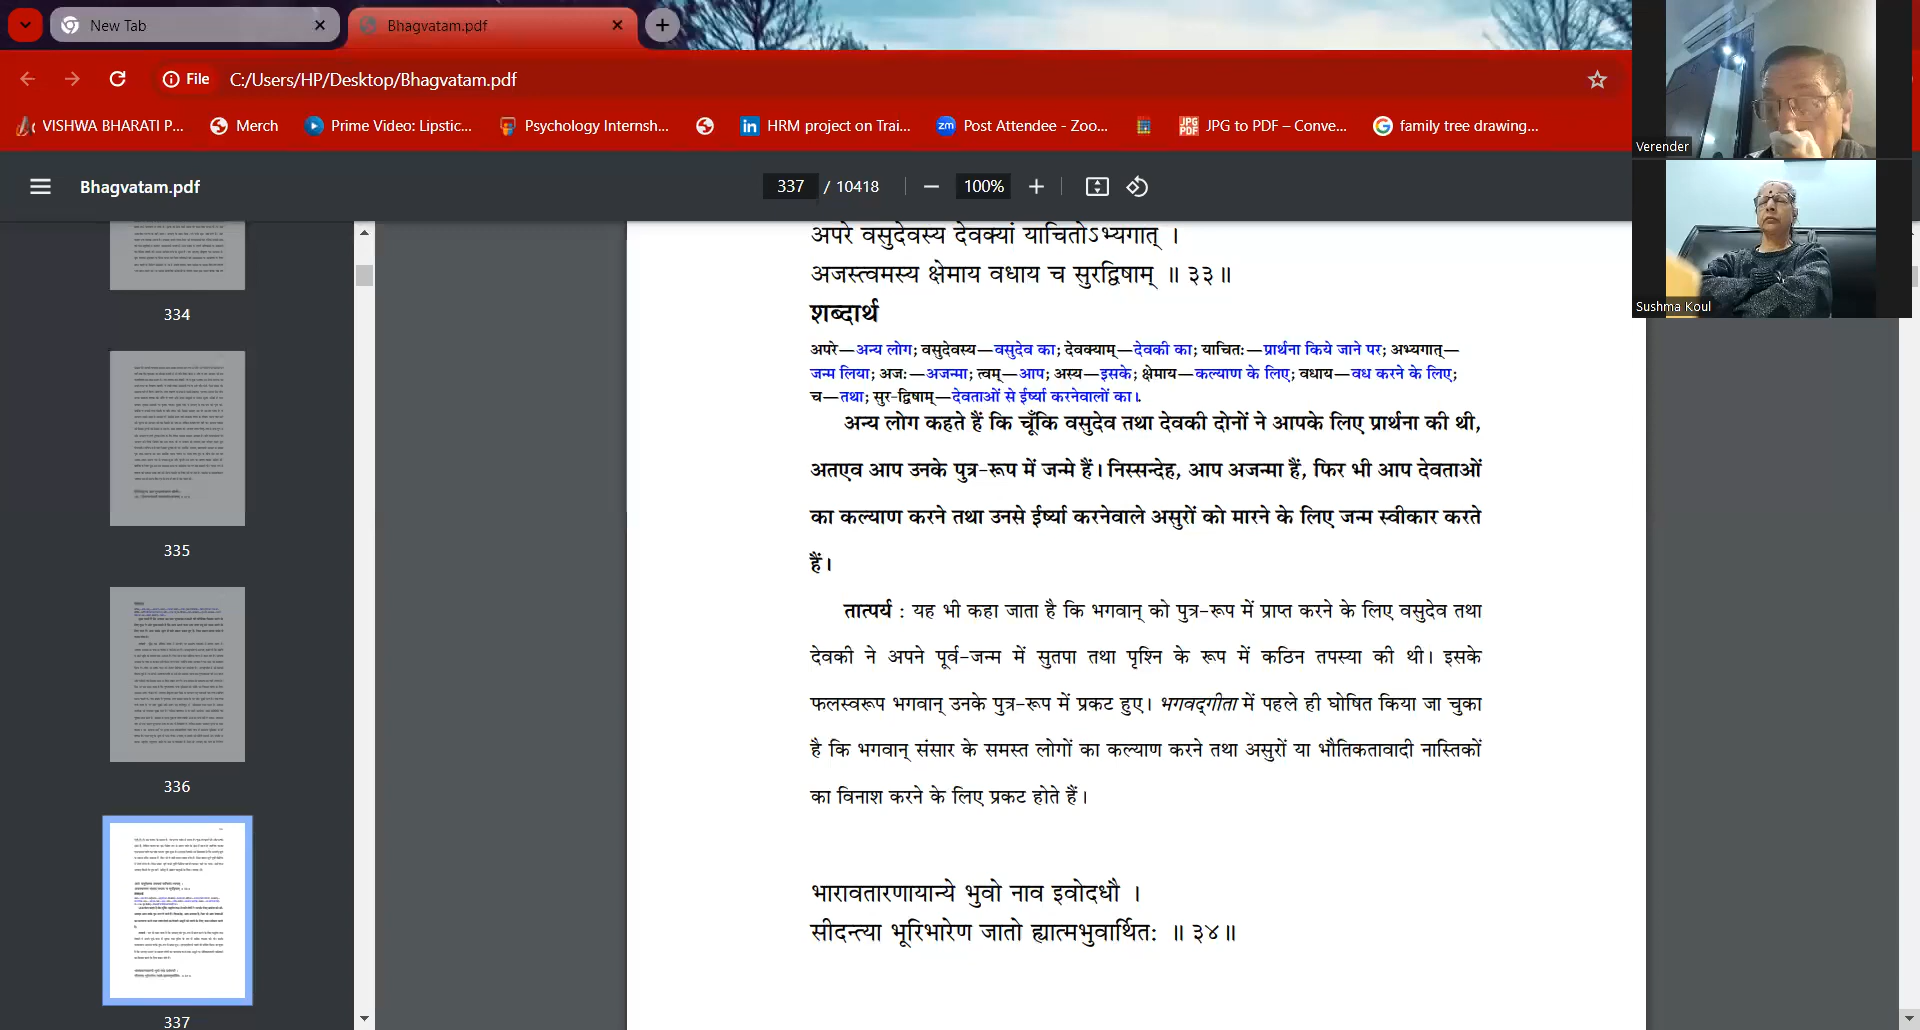 New Tab
Bhagvatam.pdf
File C:/Users/HP/Desktop/Bhagvatam.pdf
VISHWA BHARATI P... Merch Prime Video: Lipstic... Psychology Internsh... HRM project on Trai... Post Attendee - Zoo... JPG to PDF – Conve... family tree drawing...
Bhagvatam.pdf 337 / 10418 100%
334
335
336
337
अपरे वसुदेवस्य देवक्यां याचितोऽभ्यगात् ।
अजस्त्वमस्य क्षेमाय वधाय च सुरद्विषाम् ॥ ३३॥
शब्दार्थ
अपरे—अन्य लोग; वसुदेवस्य—वसुदेव का; देवक्याम्—देवकी का; याचितः—प्रार्थना किये जाने पर; अभ्यगात्—
जन्म लिया; अजः—अजन्मा; त्वम्—आप; अस्य—इसके; क्षेमाय—कल्याण के लिए; वधाय—वध करने के लिए;
च—तथा; सुर-द्विषाम्—देवताओं से ईर्ष्या करनेवालों का।.
अन्य लोग कहते हैं कि चूँकि वसुदेव तथा देवकी दोनों ने आपके लिए प्रार्थना की थी,
अतएव आप उनके पुत्र-रूप में जन्मे हैं। निस्सन्देह, आप अजन्मा हैं, फिर भी आप देवताओं
का कल्याण करने तथा उनसे ईर्ष्या करनेवाले असुरों को मारने के लिए जन्म स्वीकार करते
हैं।
तात्पर्य : यह भी कहा जाता है कि भगवान् को पुत्र-रूप में प्राप्त करने के लिए वसुदेव तथा
देवकी ने अपने पूर्व-जन्म में सुतपा तथा पृश्नि के रूप में कठिन तपस्या की थी। इसके
फलस्वरूप भगवान् उनके पुत्र-रूप में प्रकट हुए। भगवद्‌गीता में पहले ही घोषित किया जा चुका
है कि भगवान् संसार के समस्त लोगों का कल्याण करने तथा असुरों या भौतिकतावादी नास्तिकों
का विनाश करने के लिए प्रकट होते हैं।
भारावतारणायान्ये भुवो नाव इवोदधौ ।
सीदन्त्या भूरिभारेण जातो ह्यात्मभुवार्थितः ॥ ३४॥
Verender
Sushma Koul